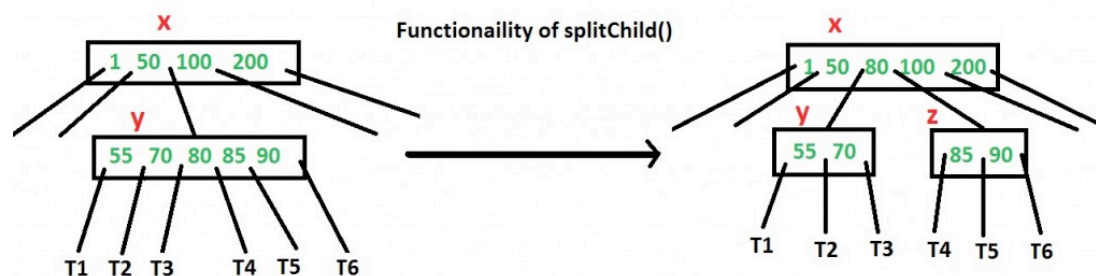 x
Functionaility of splitChild()
x
1 50 100 200
1 50 80 100 200
y
y
z
55 70 80 85 90
55 70
85 90
T1 T2 T3 T4 T5 T6
T1 T2 T3 T4 T5 T6